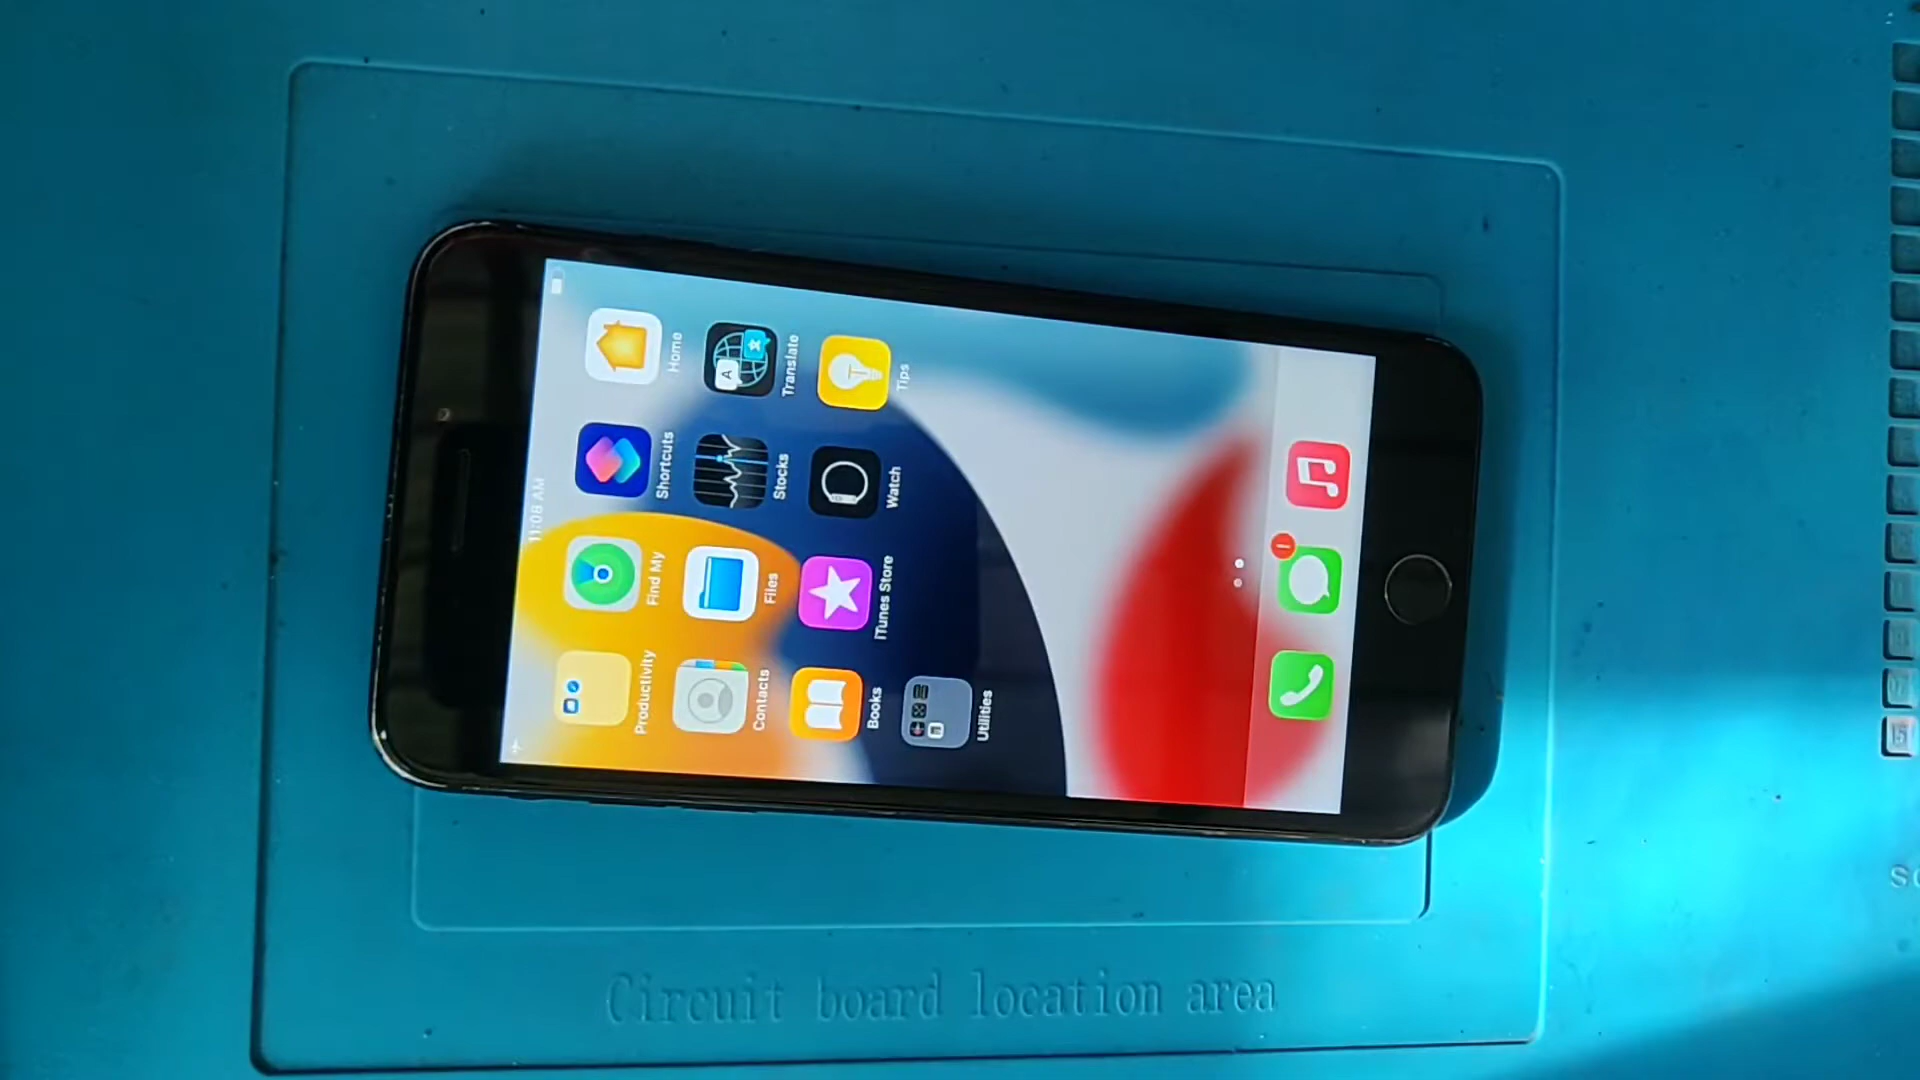 11:08 AM
Productivity
Find My
Shortcuts
Home
Contacts
Files
Stocks
Translate
Books
iTunes Store
Watch
Tips
Utilities
Circuit board location area